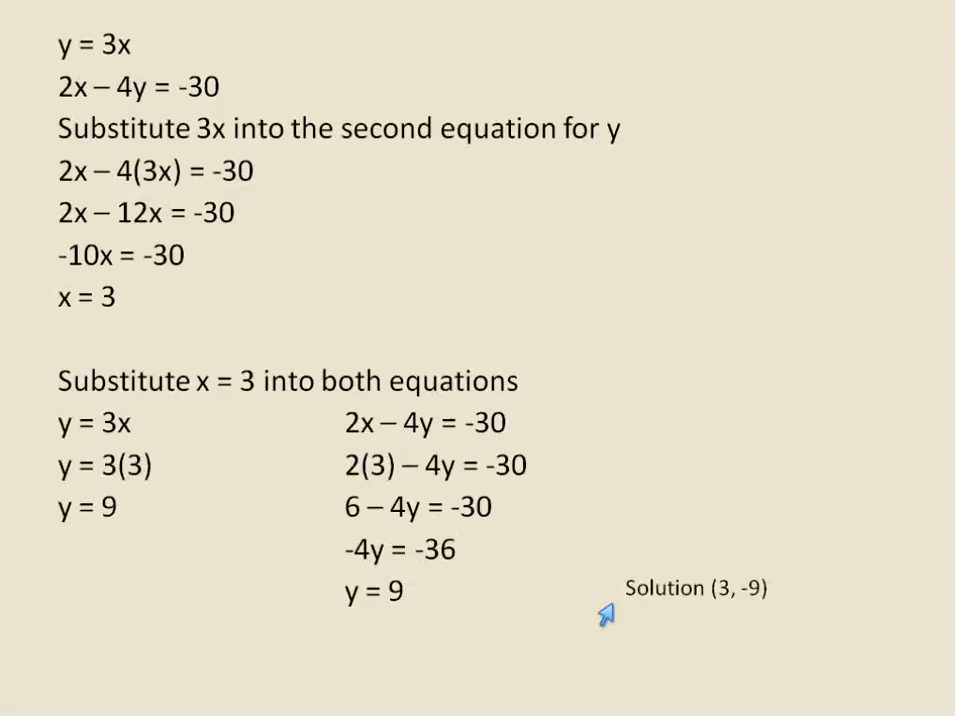 y = 3x
2x – 4y = -30
Substitute 3x into the second equation for y
2x – 4(3x) = -30
2x – 12x = -30
-10x = -30
x = 3
Substitute x = 3 into both equations
y = 3x
y = 3(3)
y = 9
2x – 4y = -30
2(3) – 4y = -30
6 – 4y = -30
-4y = -36
y = 9
Solution (3, -9)